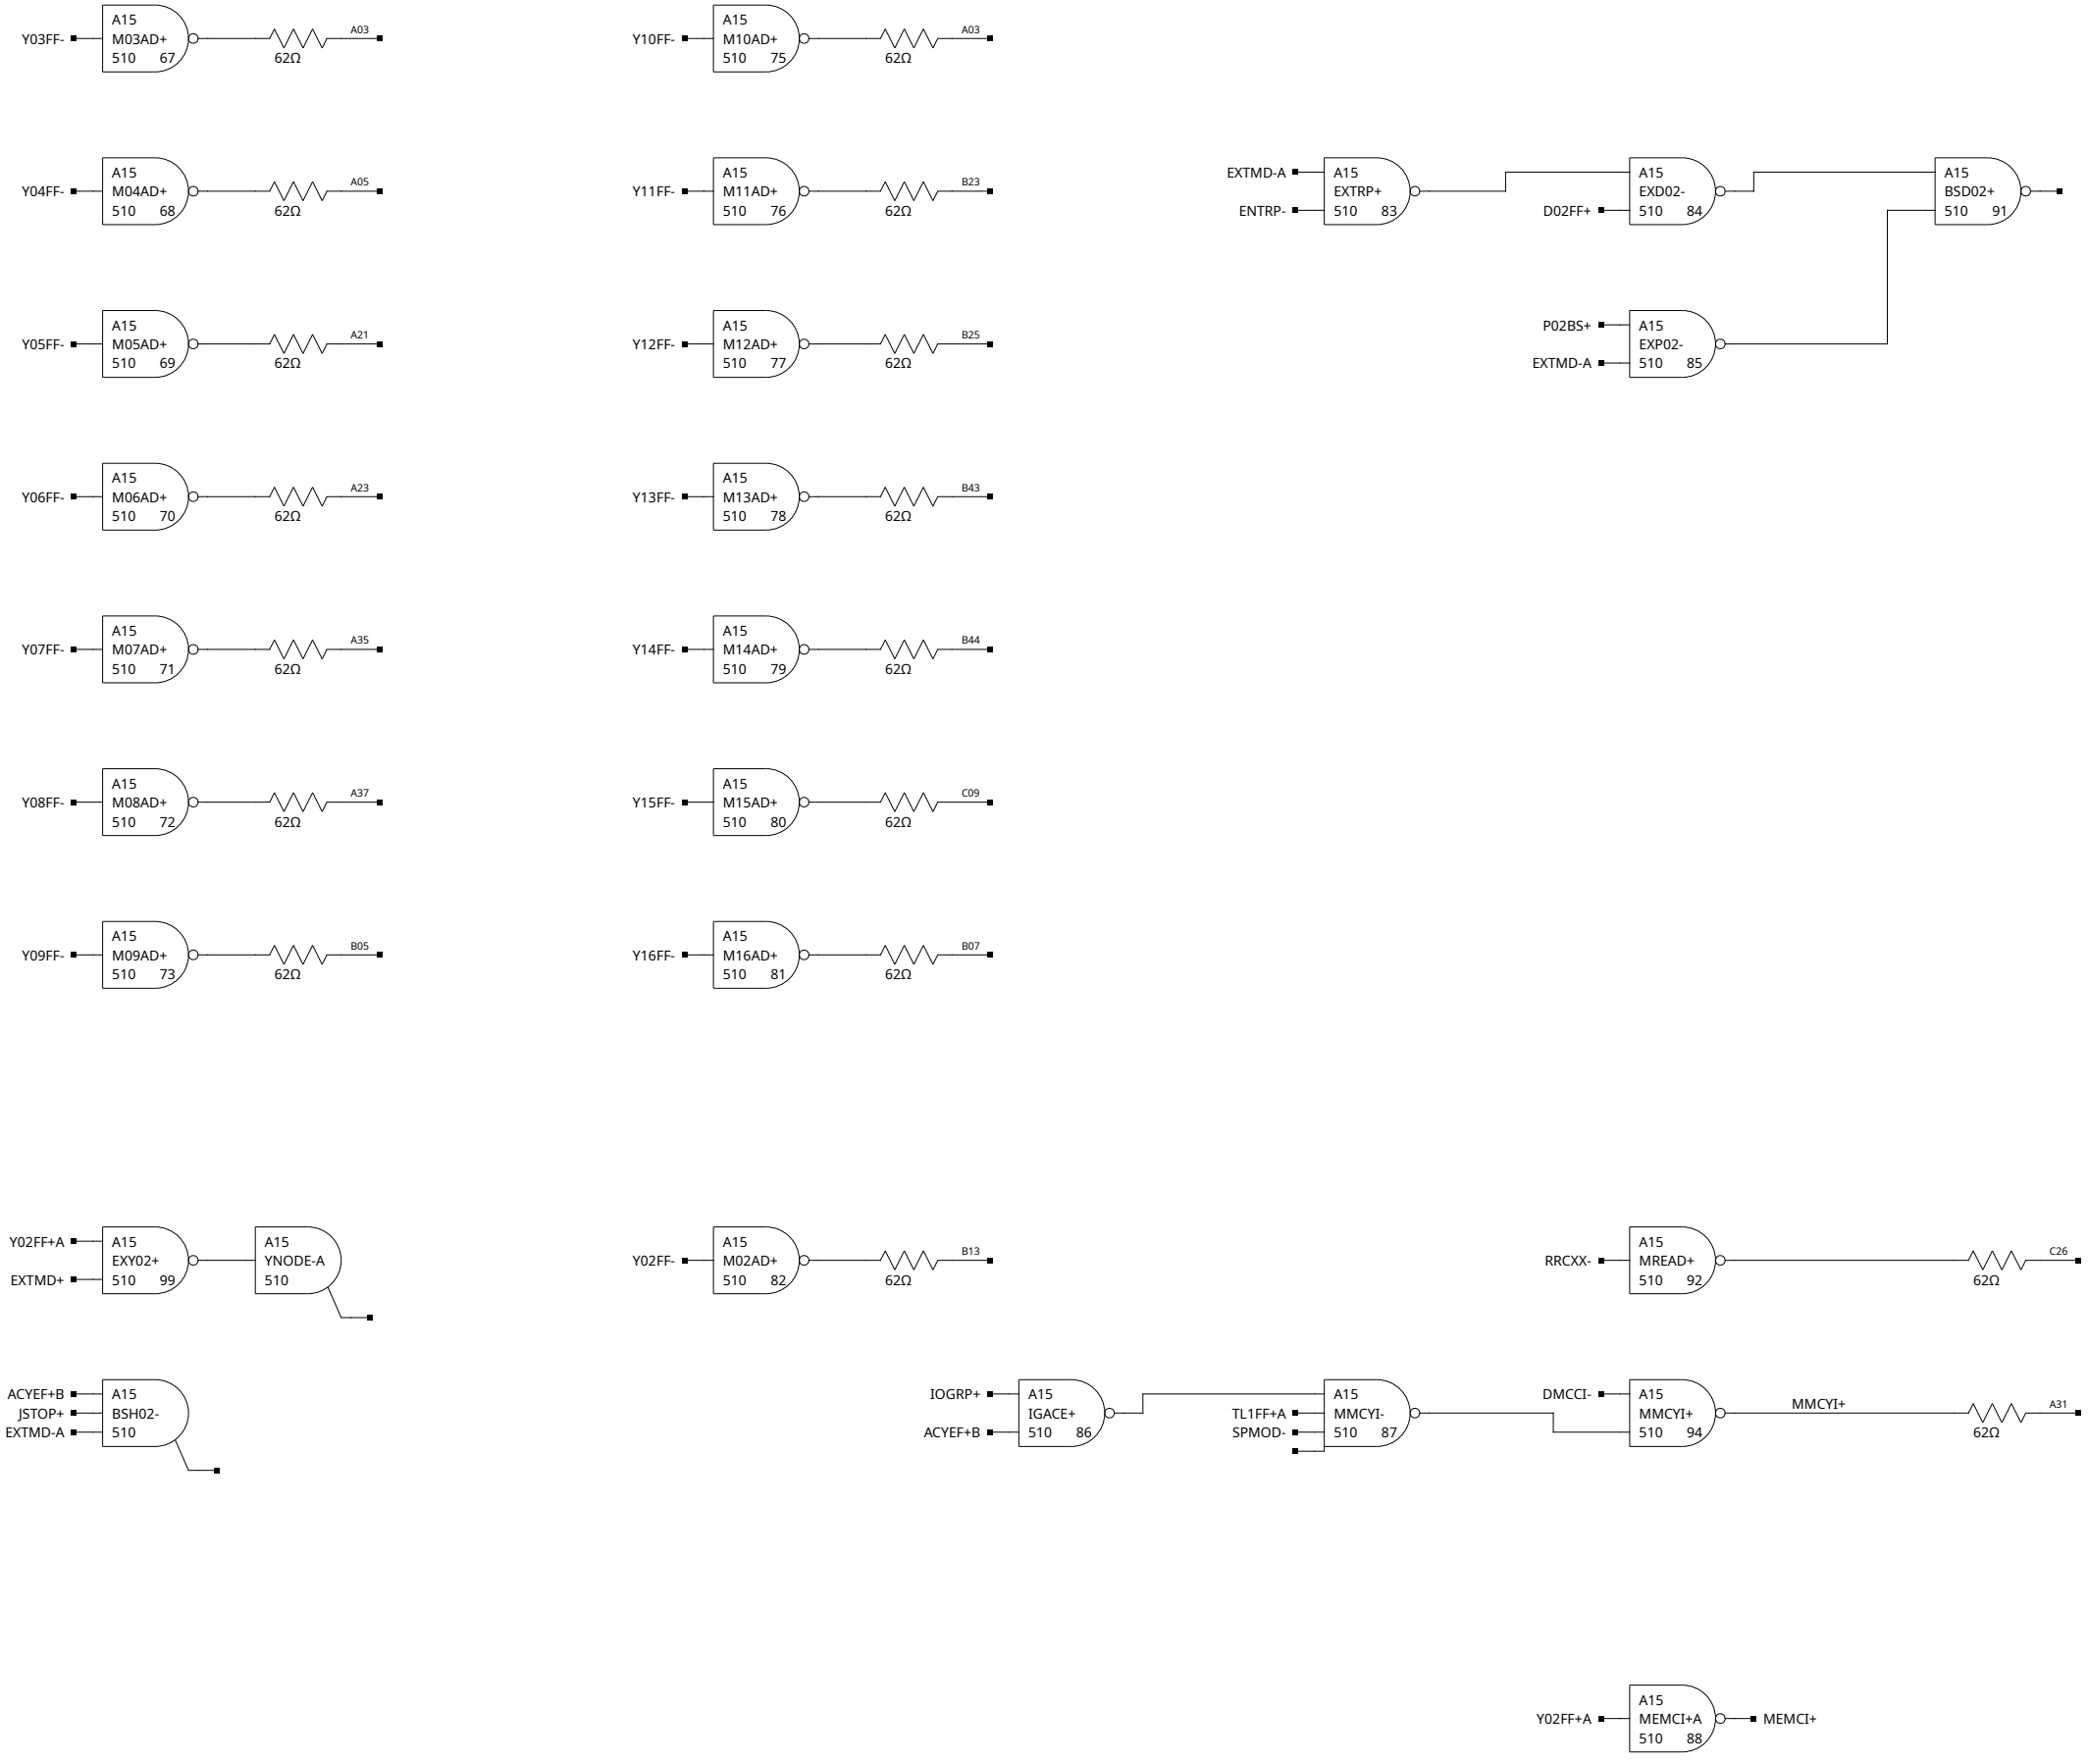 Y03FF-
A15
M03AD+
510 67
62Ω
A03
Y10FF-
A15
M10AD+
510 75
62Ω
A03
Y04FF-
A15
M04AD+
510 68
62Ω
A05
Y11FF-
A15
M11AD+
510 76
62Ω
B23
EXTMD-A
ENTRP-
A15
EXTRP+
510 83
D02FF+
A15
EXD02-
510 84
A15
BSD02+
510 91
Y05FF-
A15
M05AD+
510 69
62Ω
A21
Y12FF-
A15
M12AD+
510 77
62Ω
B25
P02BS+
EXTMD-A
A15
EXP02-
510 85
Y06FF-
A15
M06AD+
510 70
62Ω
A23
Y13FF-
A15
M13AD+
510 78
62Ω
B43
Y07FF-
A15
M07AD+
510 71
62Ω
A35
Y14FF-
A15
M14AD+
510 79
62Ω
B44
Y08FF-
A15
M08AD+
510 72
62Ω
A37
Y15FF-
A15
M15AD+
510 80
62Ω
C09
Y09FF-
A15
M09AD+
510 73
62Ω
B05
Y16FF-
A15
M16AD+
510 81
62Ω
B07
Y02FF+A
EXTMD+
A15
EXY02+
510 99
A15
YNODE-A
510
Y02FF-
A15
M02AD+
510 82
62Ω
B13
RRCXX-
A15
MREAD+
510 92
62Ω
C26
ACYEF+B
JSTOP+
EXTMD-A
A15
BSH02-
510
IOGRP+
ACYEF+B
A15
IGACE+
510 86
TL1FF+A
SPMOD-
A15
MMCYI-
510 87
DMCCI-
A15
MMCYI+
510 94
MMCYI+
62Ω
A31
Y02FF+A
A15
MEMCI+A
510 88
MEMCI+